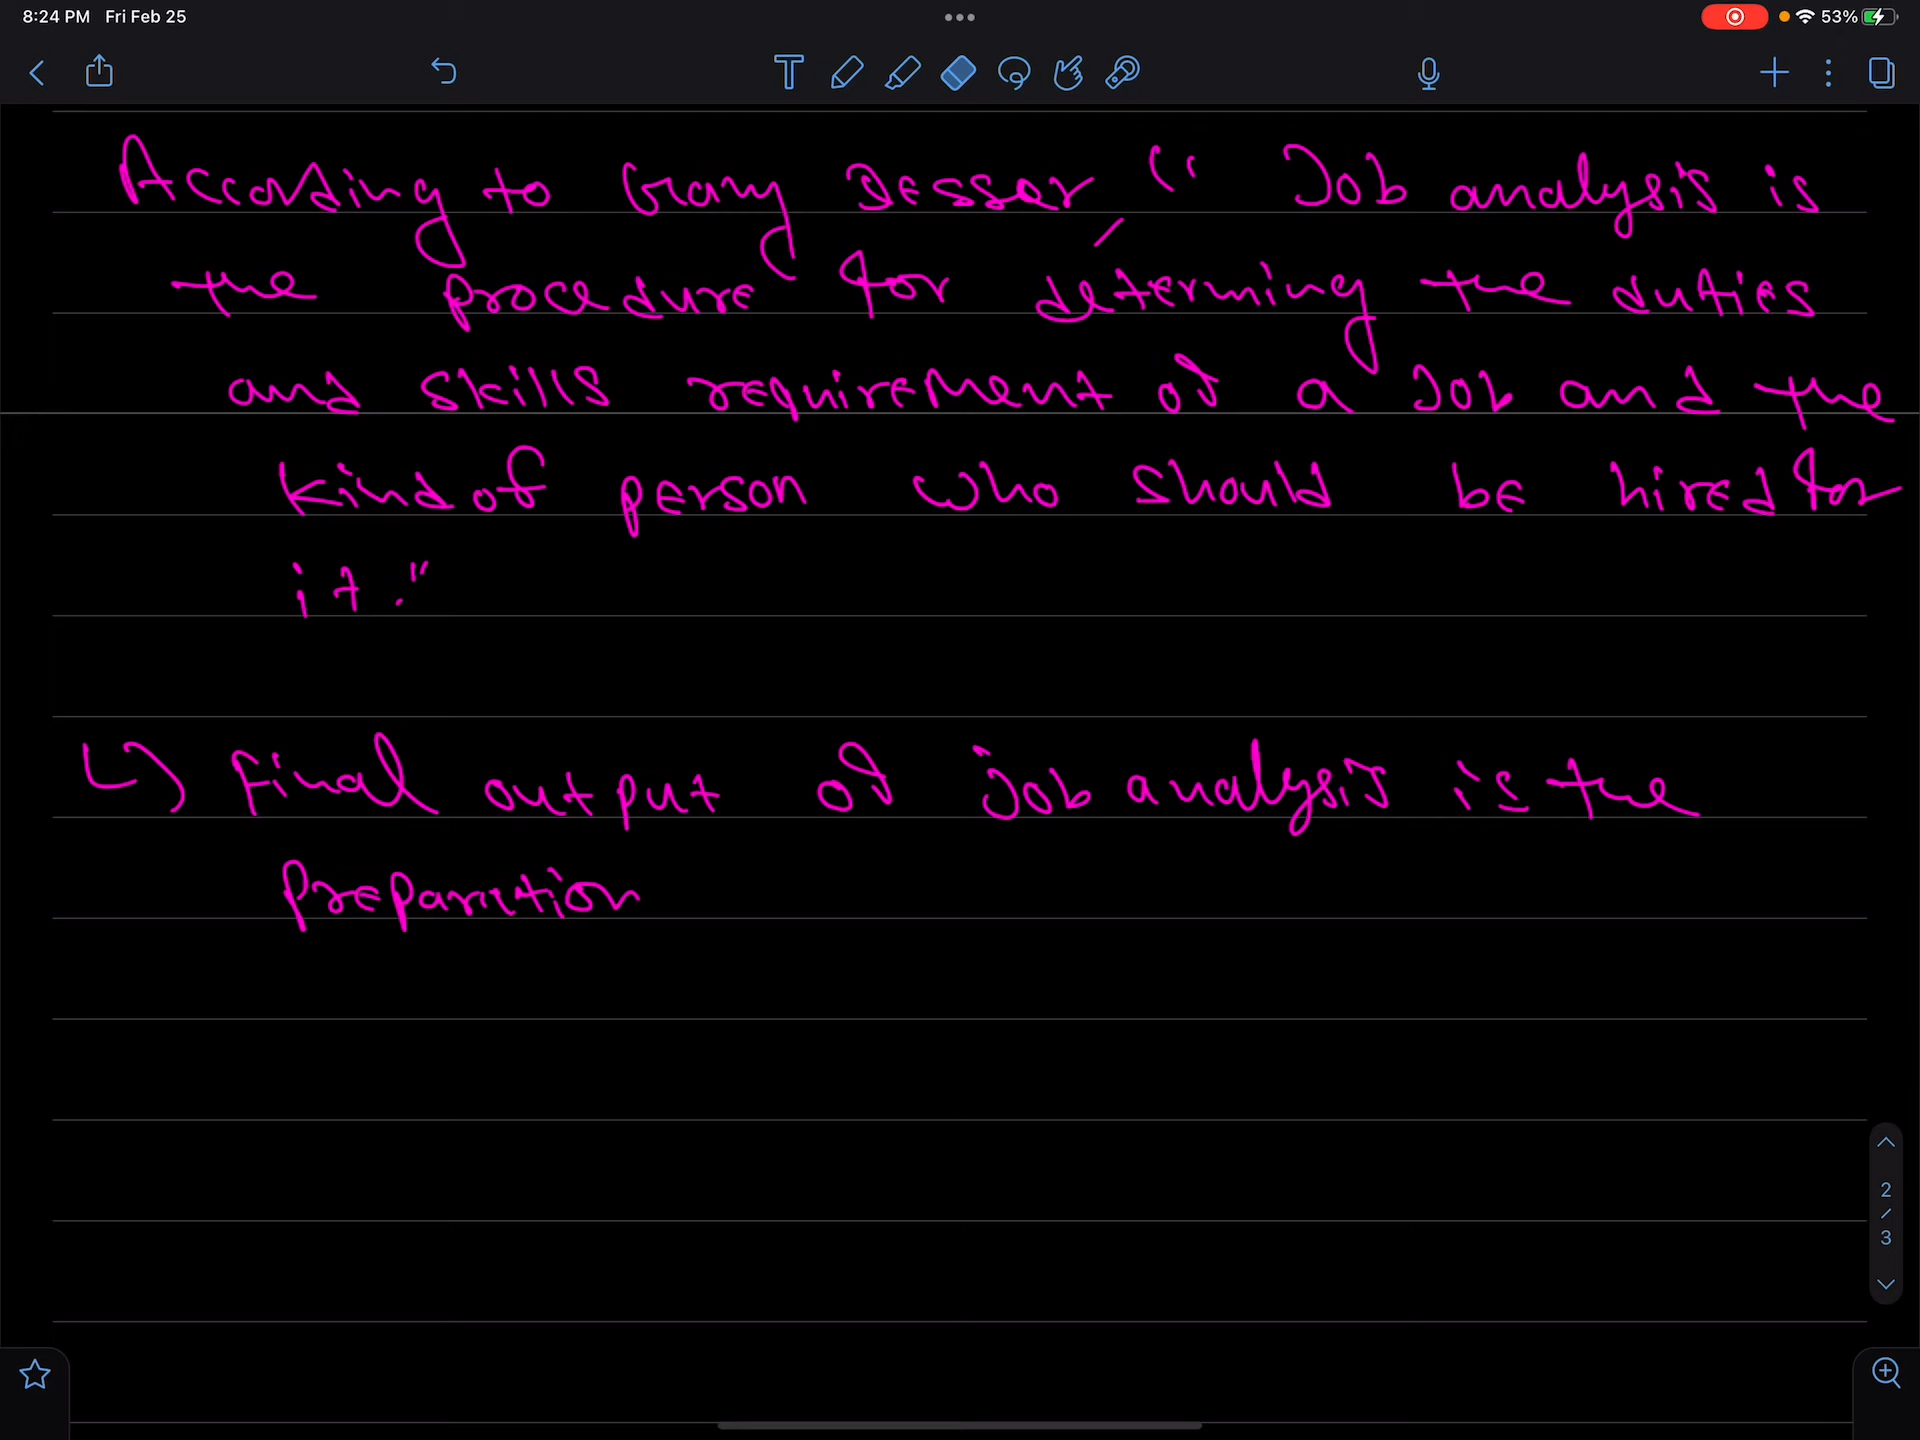 8:24 PM Fri Feb 25
53%
According to Gary Dessar, " Job analysis is
the procedure for determing the duties
and skills requirement of a Job and the
kind of person who should be hired for
it."
final output of job analysis is the
preparation
2
/
3